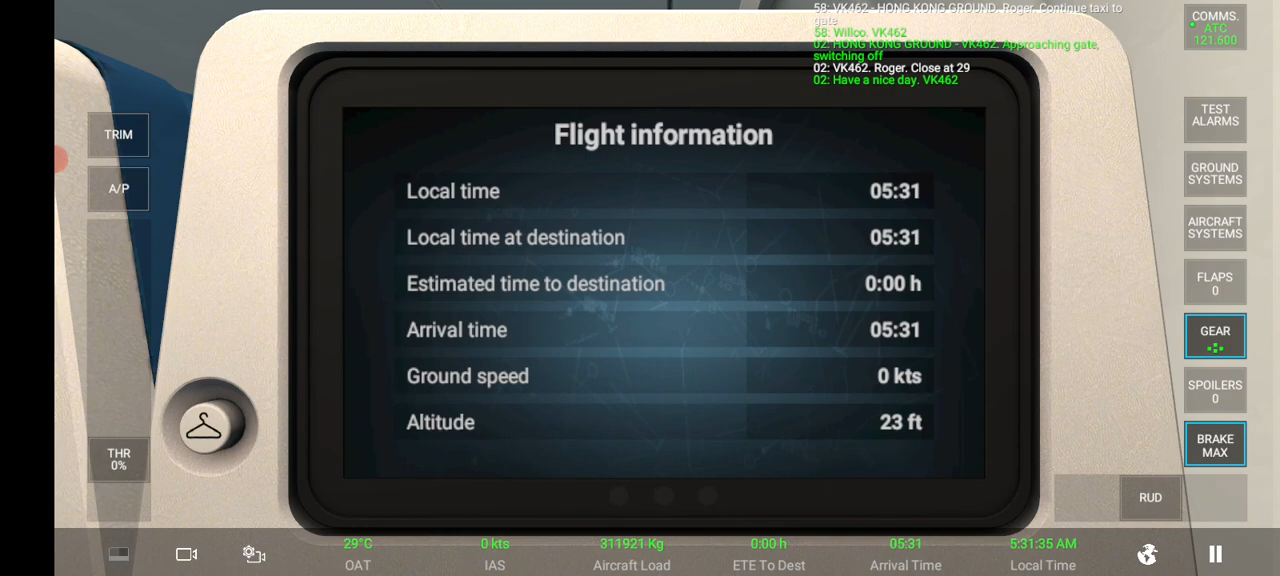 58: VK462 - HONG KONG GROUND. Roger. Continue taxi to
gate
58: Willco. VK462
02: HONG KONG GROUND - VK462. Approaching gate,
switching off
02: VK462. Roger. Close at 29
02: Have a nice day. VK462
COMMS.
ATC
121.600
TRIM
A/P
THR
0%
Flight information
Local time 05:31
Local time at destination 05:31
Estimated time to destination 0:00 h
Arrival time 05:31
Ground speed 0 kts
Altitude 23 ft
TEST
ALARMS
GROUND
SYSTEMS
AIRCRAFT
SYSTEMS
FLAPS
0
GEAR
SPOILERS
0
BRAKE
MAX
RUD
29°C 0 kts 311921 Kg 0:00 h 05:31 5:31:35 AM
OAT IAS Aircraft Load ETE To Dest Arrival Time Local Time